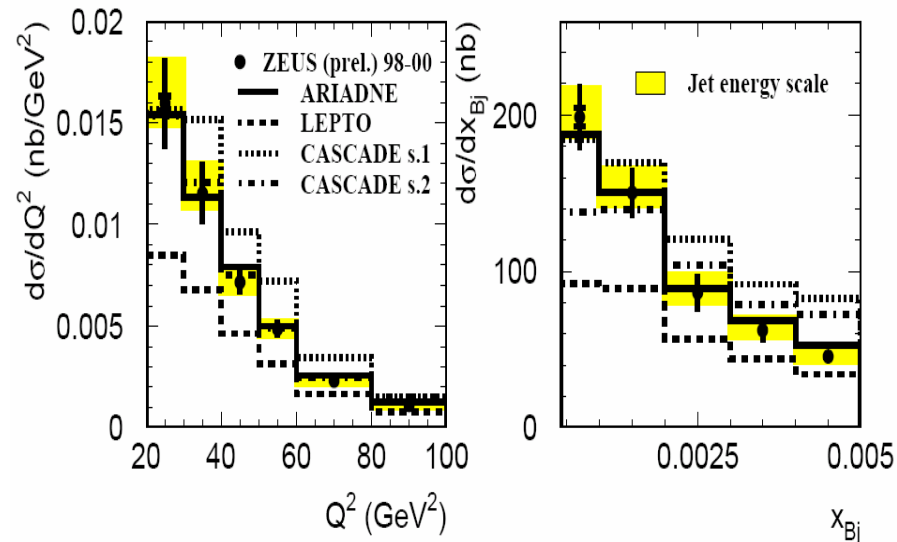 dσ/dQ² (nb/GeV²)
0.02
0.015
0.01
0.005
0
ZEUS (prel.) 98-00
ARIADNE
LEPTO
CASCADE s.1
CASCADE s.2
20 40 60 80 100
Q² (GeV²)
dσ/dx_Bj (nb)
200
100
0
Jet energy scale
0.0025 0.005
x_Bj